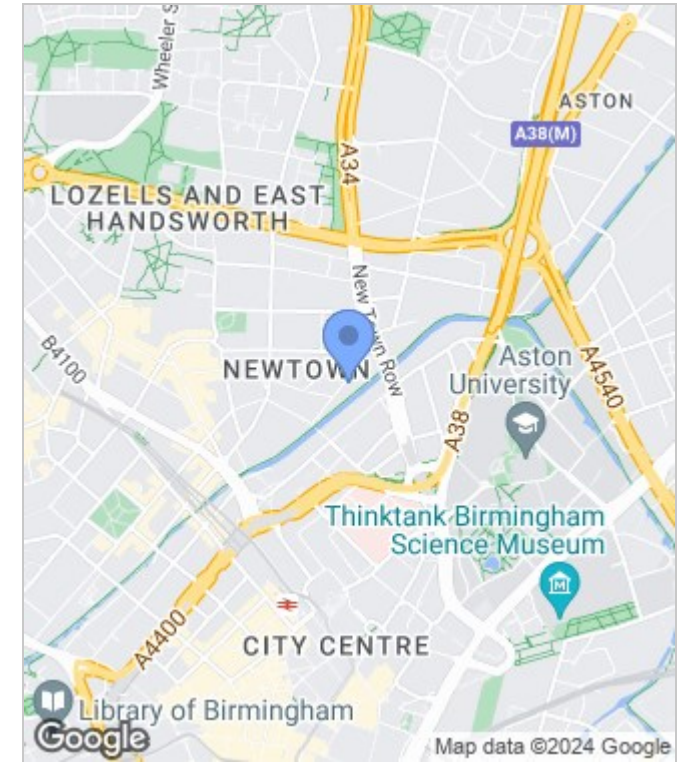 Wheeler S
ASTON
A38(M)
A34
LOZELLS AND EAST
HANDSWORTH
New Town Row
B4100
NEWTOWN
Aston
University
A4540
A38
Thinktank Birmingham
Science Museum
A4400
CITY CENTRE
Library of Birmingham
Google
Map data ©2024 Google